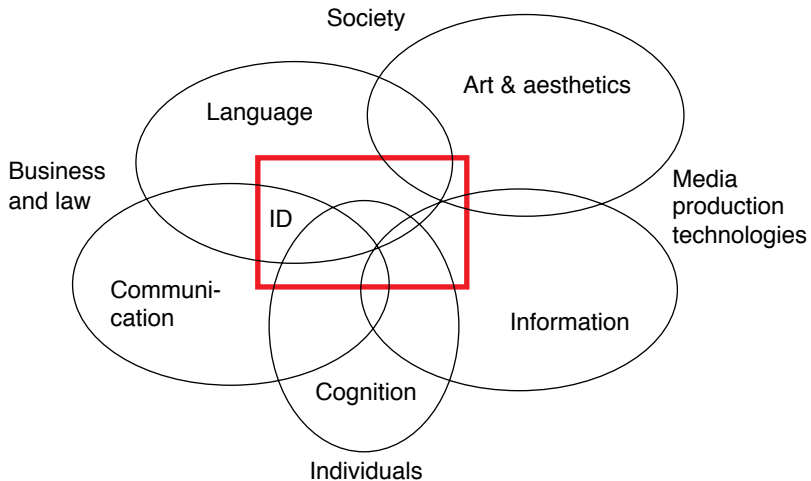 Society
Art & aesthetics
Language
Business
and law
Media
production
technologies
ID
Communi-
cation
Information
Cognition
Individuals